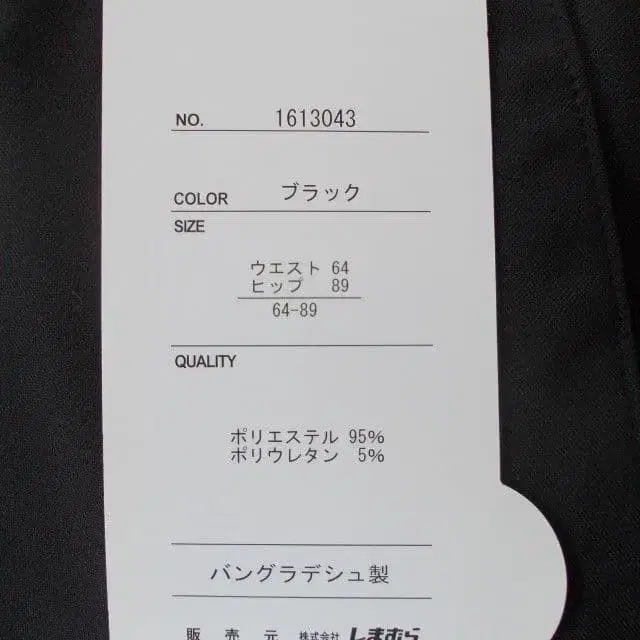 NO. 1613043
COLOR ブラック
SIZE
ウエスト 64
ヒップ 89
64-89
QUALITY
ポリエステル 95%
ポリウレタン 5%
バングラデシュ製
販売元 株式会社 しまむら